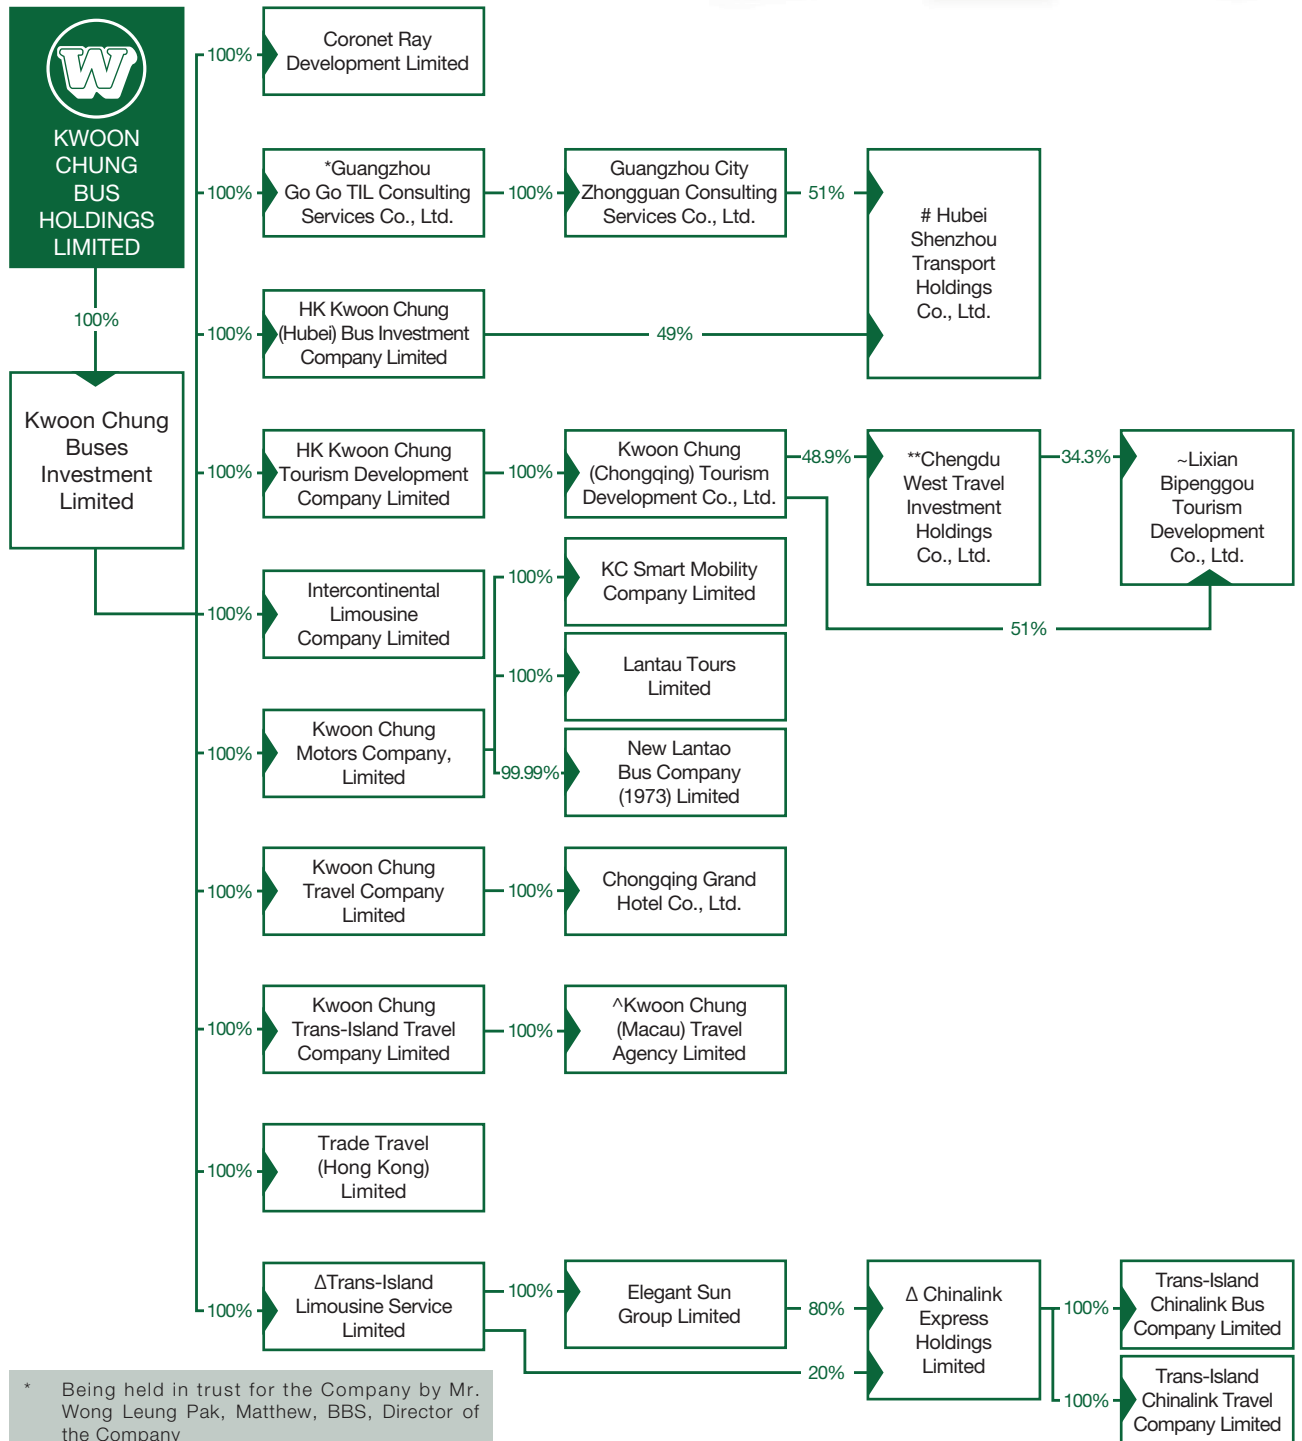 W
KWOON
CHUNG
BUS
HOLDINGS
LIMITED
100%
Kwoon Chung
Buses
Investment
Limited
100%
Coronet Ray
Development Limited
100%
*Guangzhou
Go Go TIL Consulting
Services Co., Ltd.
100%
Guangzhou City
Zhongguan Consulting
Services Co., Ltd.
51%
# Hubei
Shenzhou
Transport
Holdings
Co., Ltd.
100%
HK Kwoon Chung
(Hubei) Bus Investment
Company Limited
49%
100%
HK Kwoon Chung
Tourism Development
Company Limited
100%
Kwoon Chung
(Chongqing) Tourism
Development Co., Ltd.
48.9%
**Chengdu
West Travel
Investment
Holdings
Co., Ltd.
34.3%
~Lixian
Bipenggou
Tourism
Development
Co., Ltd.
51%
100%
Intercontinental
Limousine
Company Limited
100%
Kwoon Chung
Motors Company,
Limited
100%
KC Smart Mobility
Company Limited
100%
Lantau Tours
Limited
99.99%
New Lantao
Bus Company
(1973) Limited
100%
Kwoon Chung
Travel Company
Limited
100%
Chongqing Grand
Hotel Co., Ltd.
100%
Kwoon Chung
Trans-Island Travel
Company Limited
100%
^Kwoon Chung
(Macau) Travel
Agency Limited
100%
Trade Travel
(Hong Kong)
Limited
100%
ΔTrans-Island
Limousine Service
Limited
100%
Elegant Sun
Group Limited
80%
20%
Δ Chinalink
Express
Holdings
Limited
100%
Trans-Island
Chinalink Bus
Company Limited
100%
Trans-Island
Chinalink Travel
Company Limited
* Being held in trust for the Company by Mr.
Wong Leung Pak, Matthew, BBS, Director of
the Company